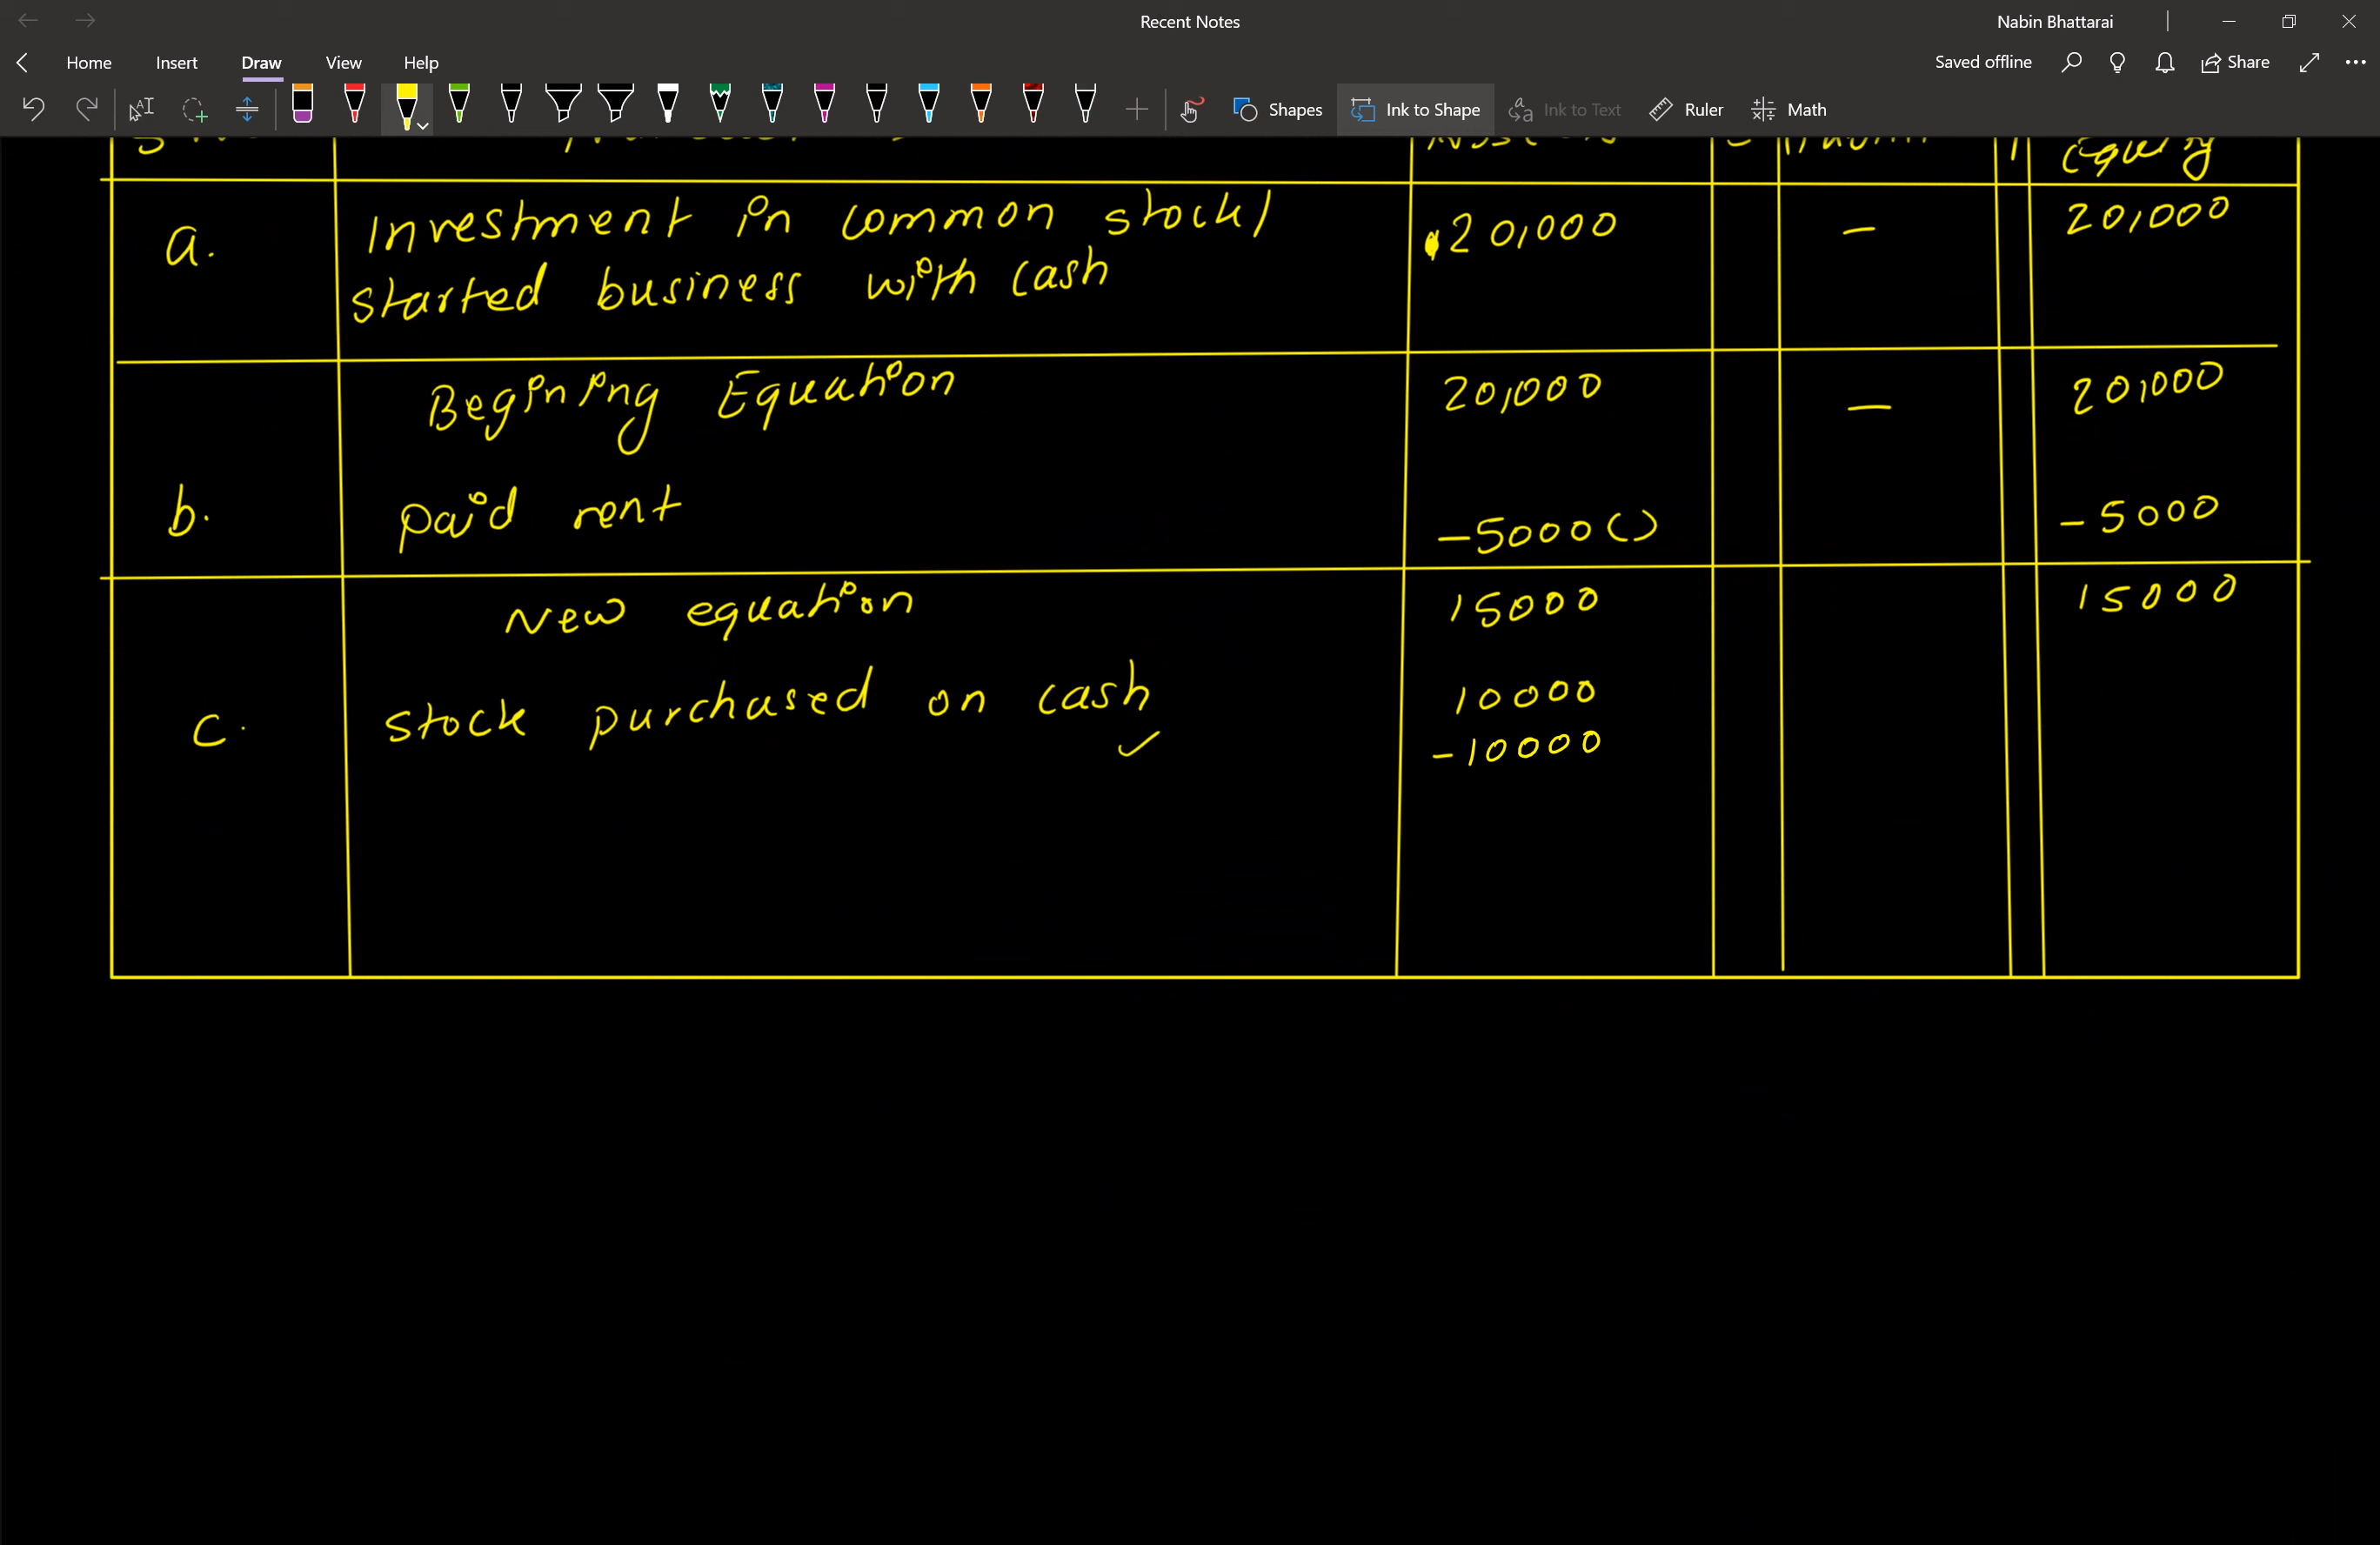 Recent Notes
Nabin Bhattarai
Home Insert Draw View Help
Saved offline
Share
Shapes
Ink to Shape
Ink to Text
Ruler
Math
Equity
a. Investment in common stock/ 20,000 – 20,000
started business with cash
Begining Equation 20,000 – 20,000
b. paid rent –5000 () –5000
New equation 15000 15000
c. stock purchased on cash 10000
–10000